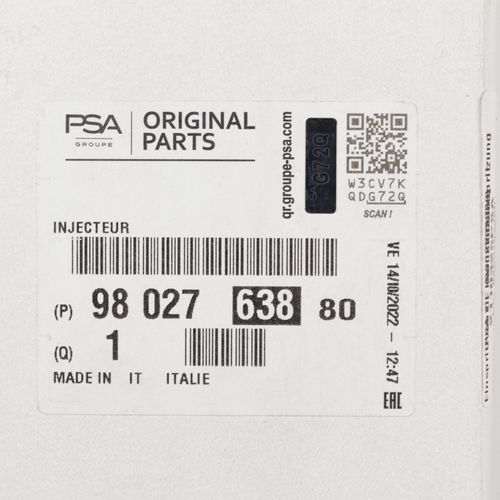 PSA
GROUPE
ORIGINAL
PARTS
qr.groupe-psa.com
PSA G72Q
W3CV7K
QDG72Q
SCAN !
INJECTEUR
(P) 98 027 638 80
(Q) 1
MADE IN IT ITALIE
VE 14/10/2022 - 12:47
EAC